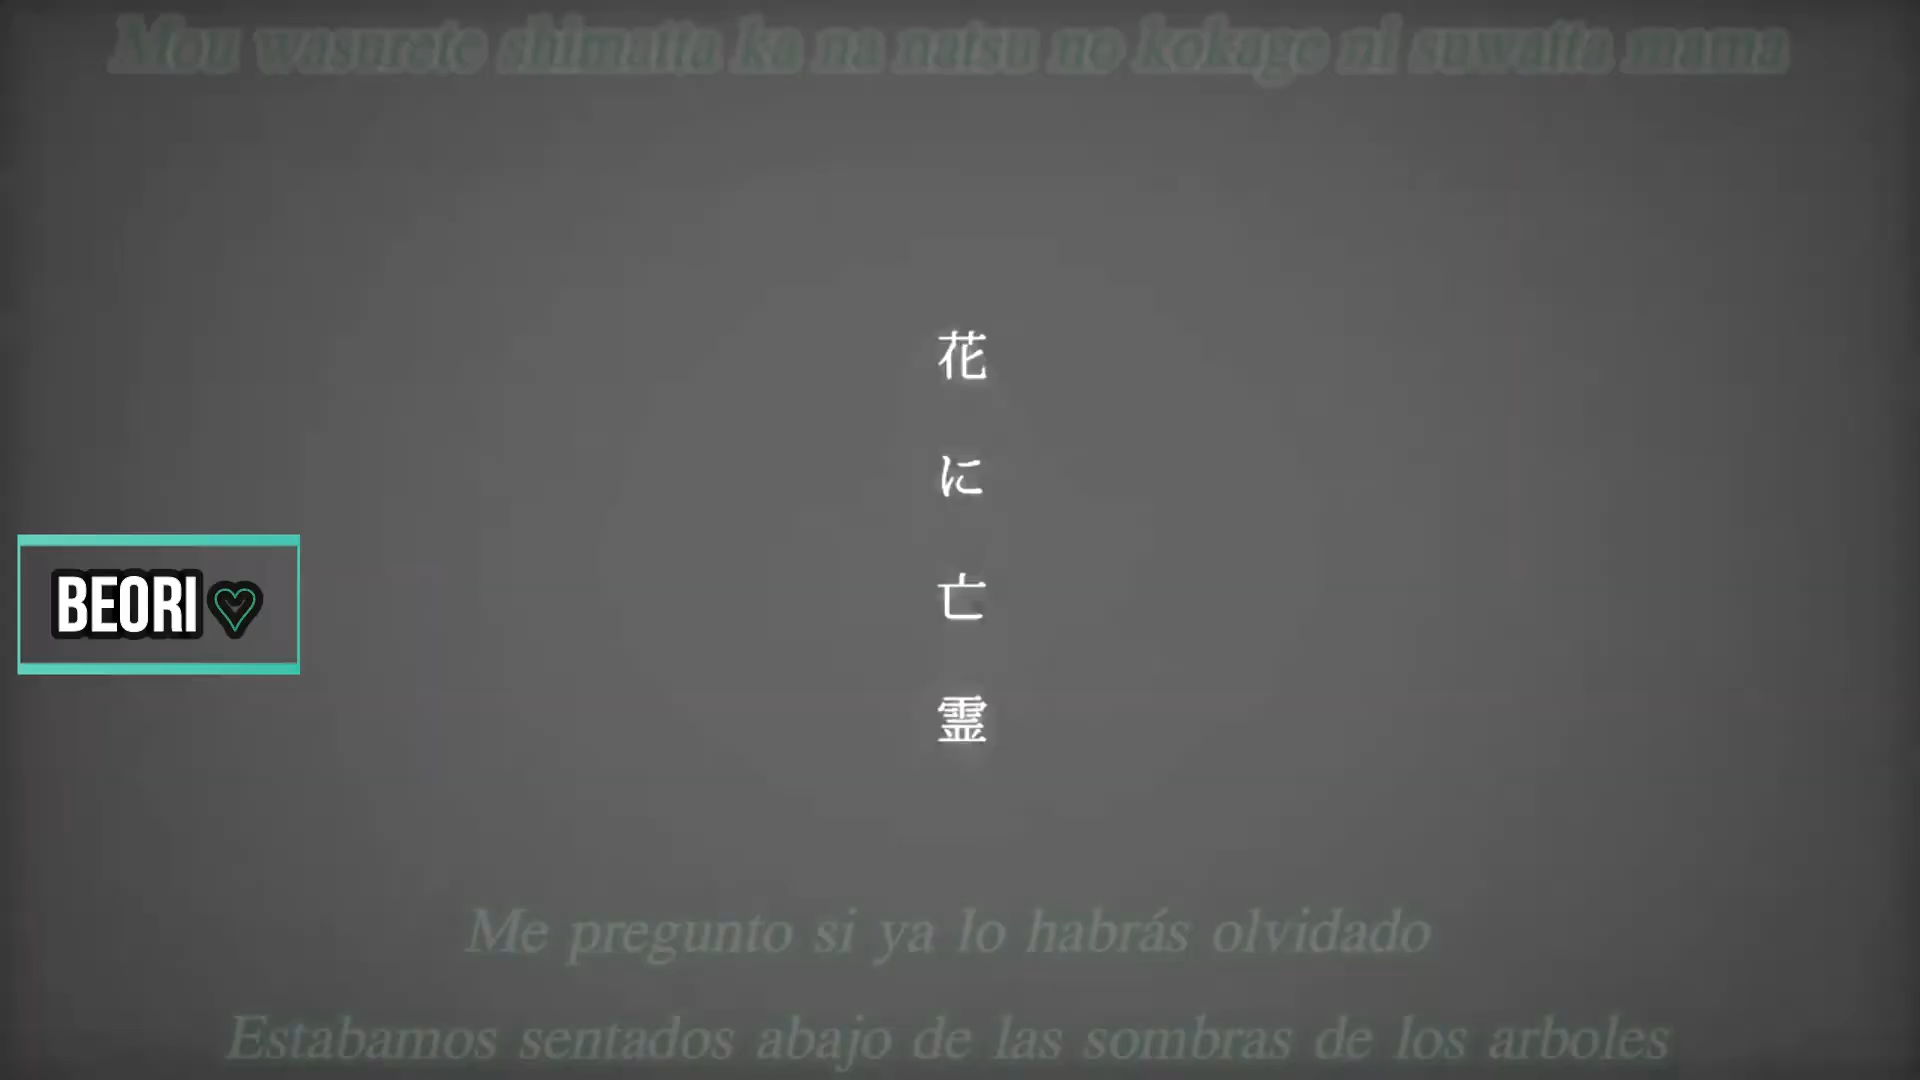 Mou wasurete shimatta ka na natsu no kokage ni suwatta mama
花に亡霊
BEORI
Me pregunto si ya lo habrás olvidado
Estabamos sentados abajo de las sombras de los arboles